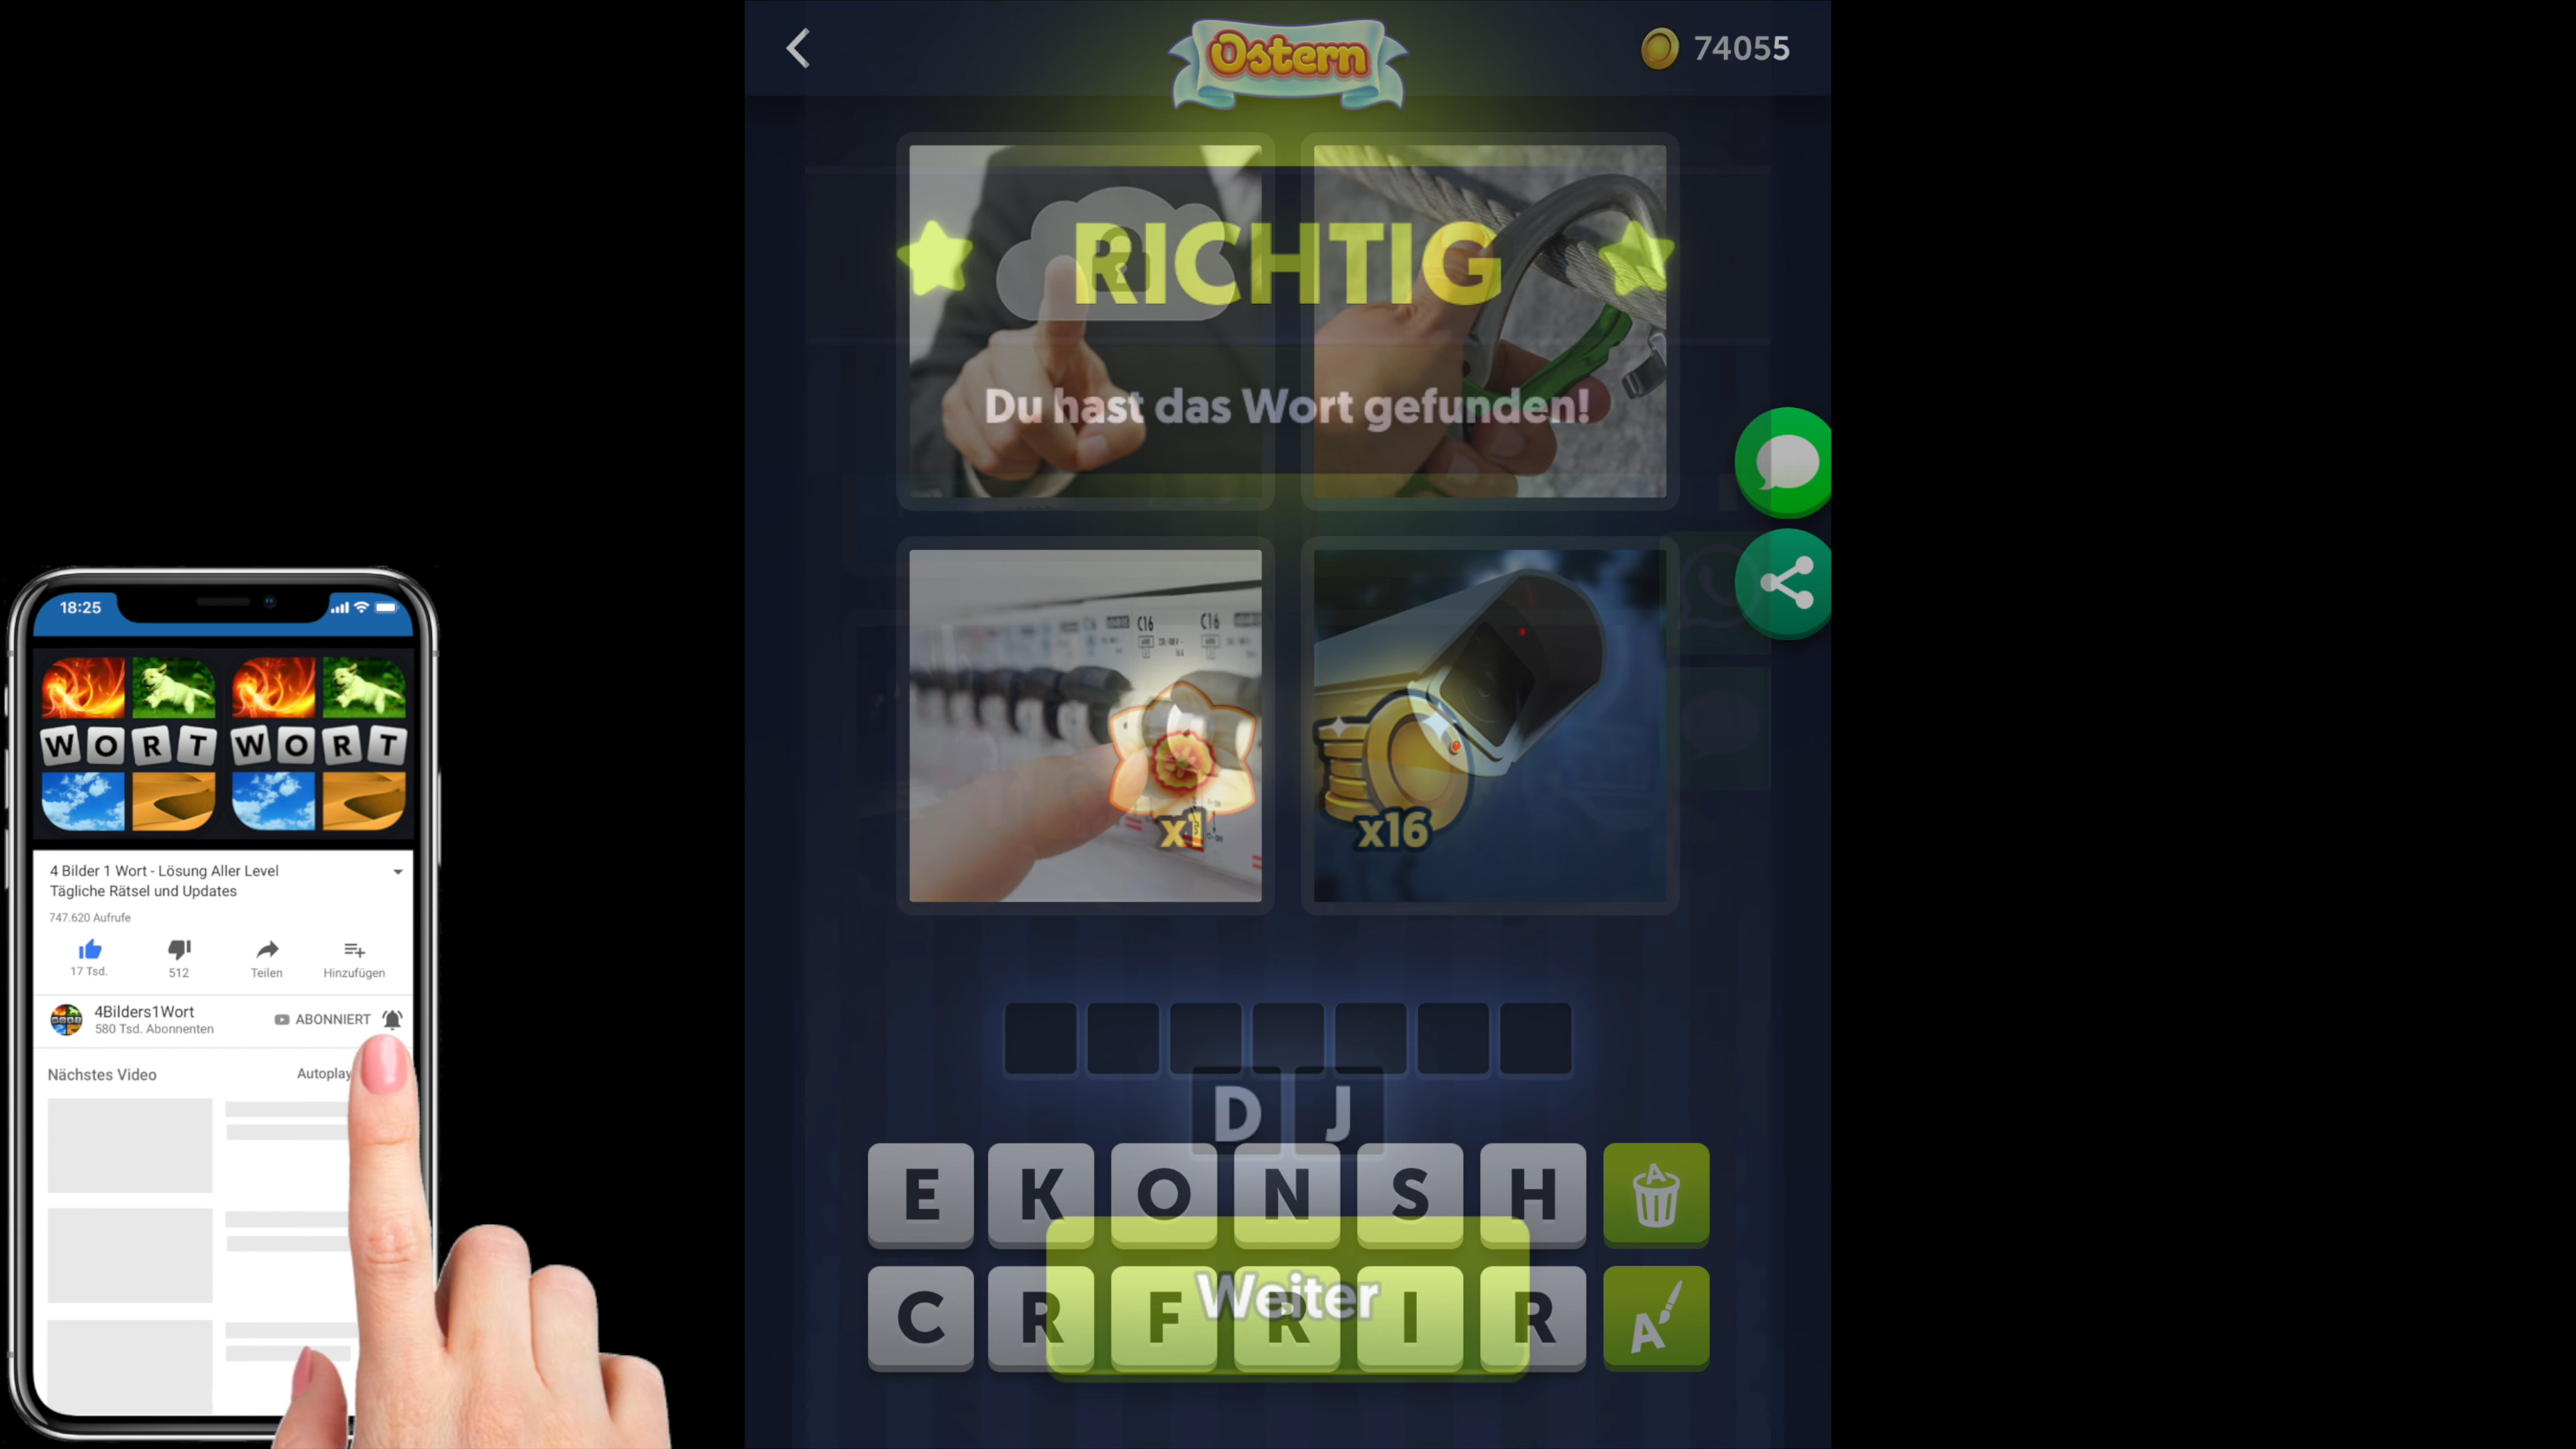 Ostern
74055
RICHTIG
Du hast das Wort gefunden!
C16 C16
x1
x16
D J
E K O N S H
C R F R I R
Weiter
18:25
W O R T W O R T
4 Bilder 1 Wort - Lösung Aller Level
Tägliche Rätsel und Updates
747.620 Aufrufe
17 Tsd. 512 Teilen Hinzufügen
4Bilders1Wort
580 Tsd. Abonnenten
ABONNIERT
Nächstes Video
Autoplay